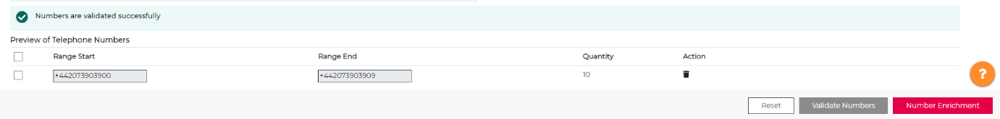 Numbers are validated successfully
Preview of Telephone Numbers
Range Start Range End Quantity Action
+442073903900 +442073903909 10
?
Reset Validate Numbers Number Enrichment